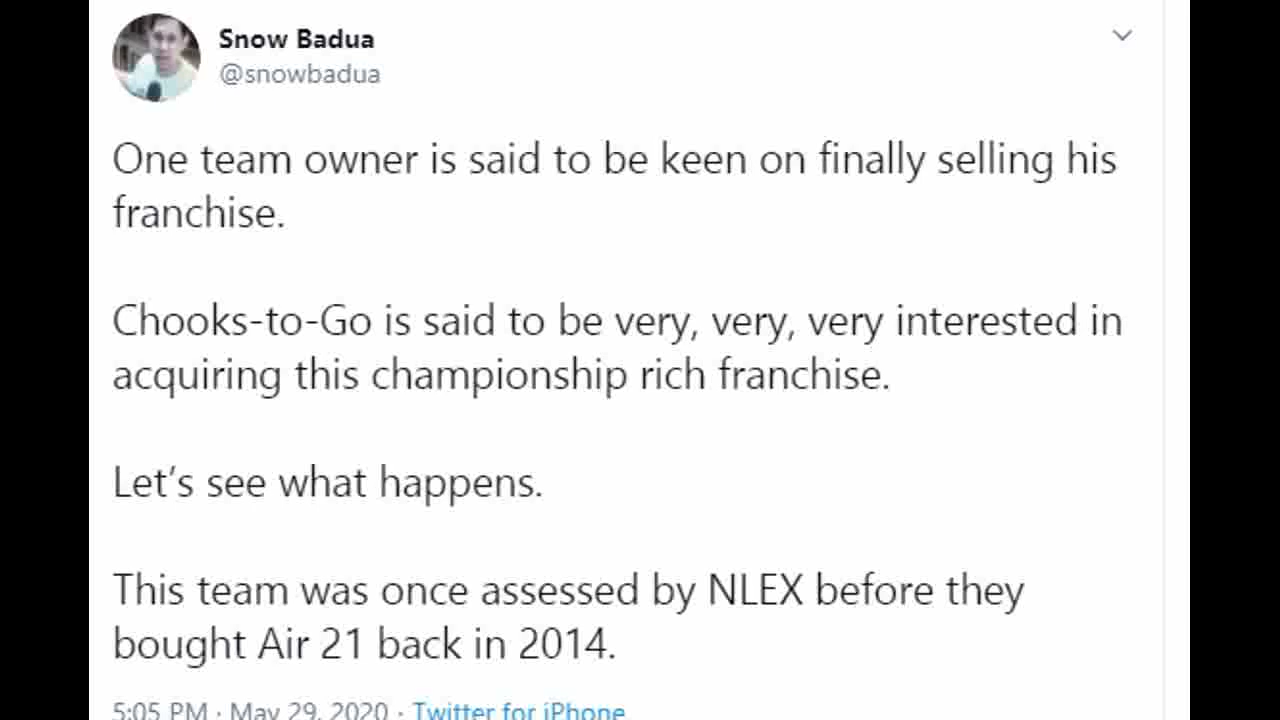 Snow Badua
@snowbadua
One team owner is said to be keen on finally selling his
franchise.
Chooks-to-Go is said to be very, very, very interested in
acquiring this championship rich franchise.
Let's see what happens.
This team was once assessed by NLEX before they
bought Air 21 back in 2014.
5:05 PM · May 29, 2020 · Twitter for iPhone